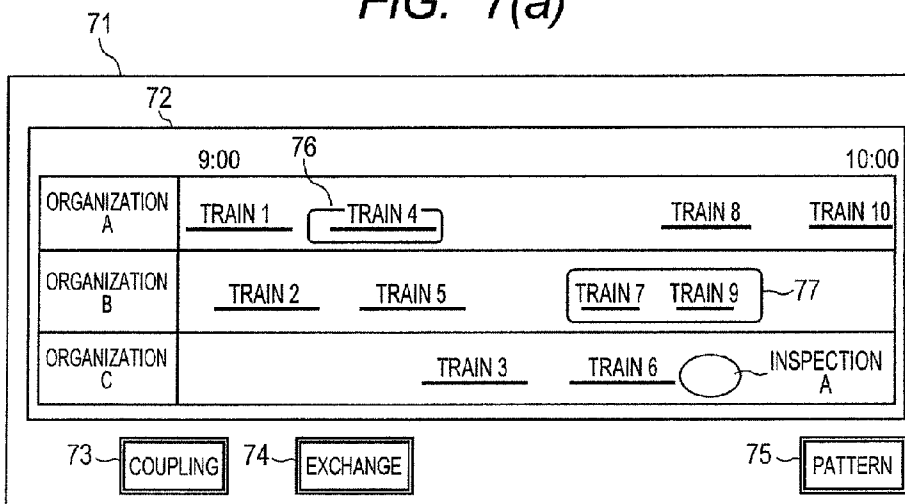 FIG. 7(a)
71
72
9:00 76 10:00
ORGANIZATION A TRAIN 1 TRAIN 4 TRAIN 8 TRAIN 10
ORGANIZATION B TRAIN 2 TRAIN 5 TRAIN 7 TRAIN 9 77
ORGANIZATION C TRAIN 3 TRAIN 6 INSPECTION A
73 COUPLING 74 EXCHANGE 75 PATTERN